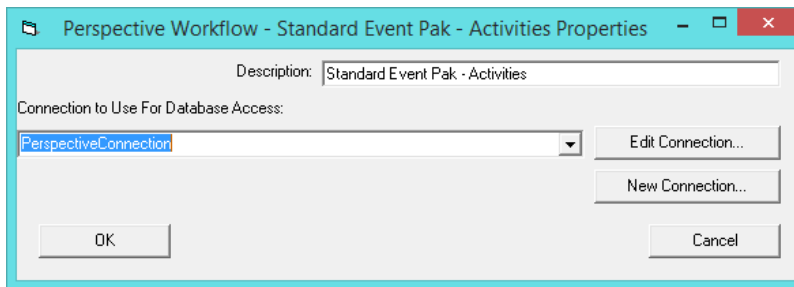 Perspective Workflow - Standard Event Pak - Activities Properties
Description: Standard Event Pak - Activities
Connection to Use For Database Access:
PerspectiveConnection Edit Connection...
New Connection...
OK Cancel